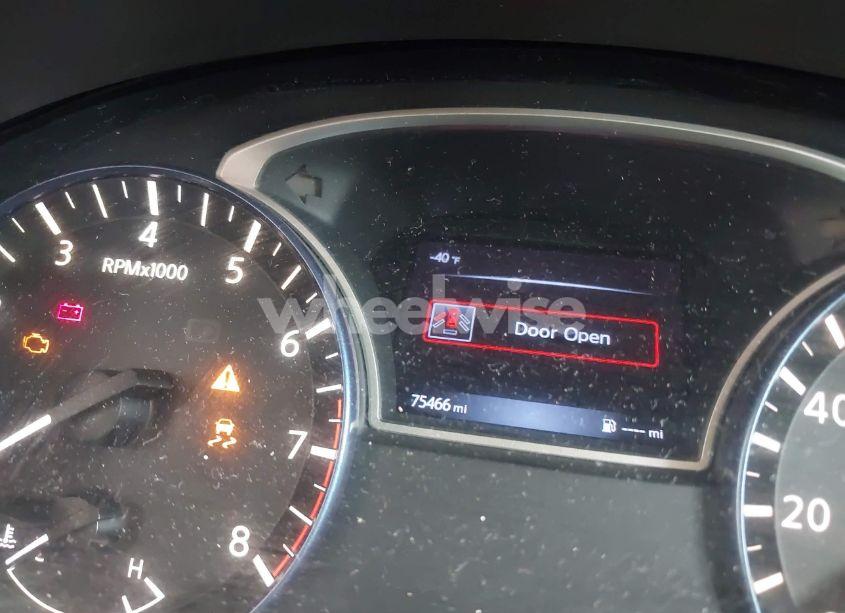 -40 °F
Door Open
75466 mi
---- mi
3
4
5
6
7
8
RPMx1000
H
40
20
wheelwise